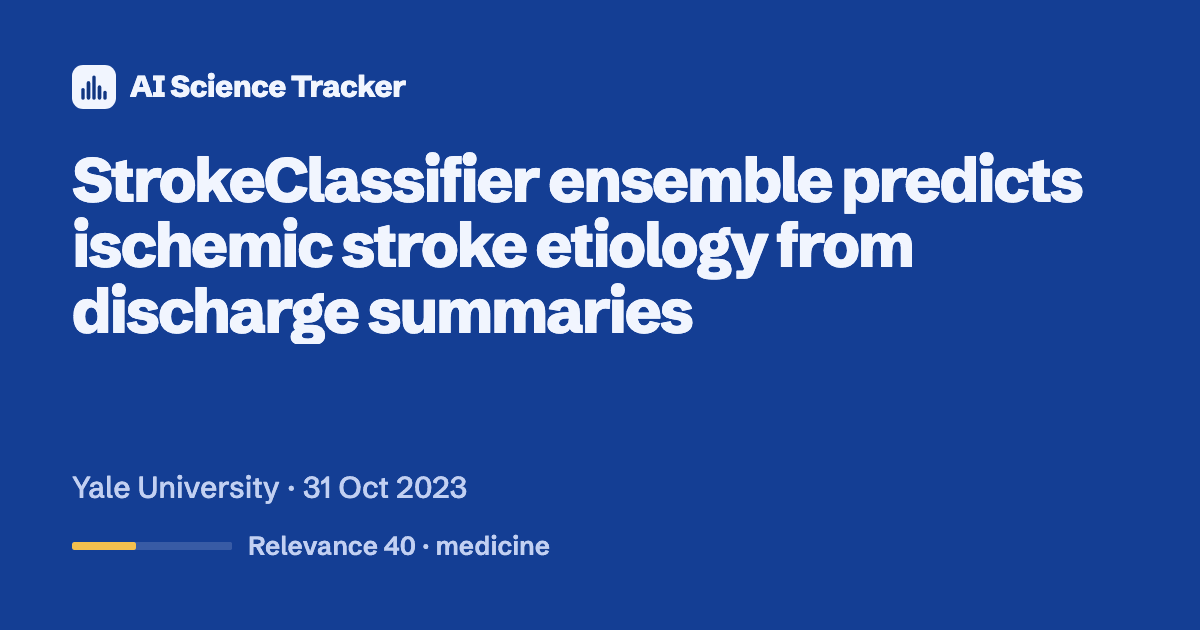 AI Science Tracker
StrokeClassifier ensemble predicts
ischemic stroke etiology from
discharge summaries
Yale University · 31 Oct 2023
Relevance 40 · medicine